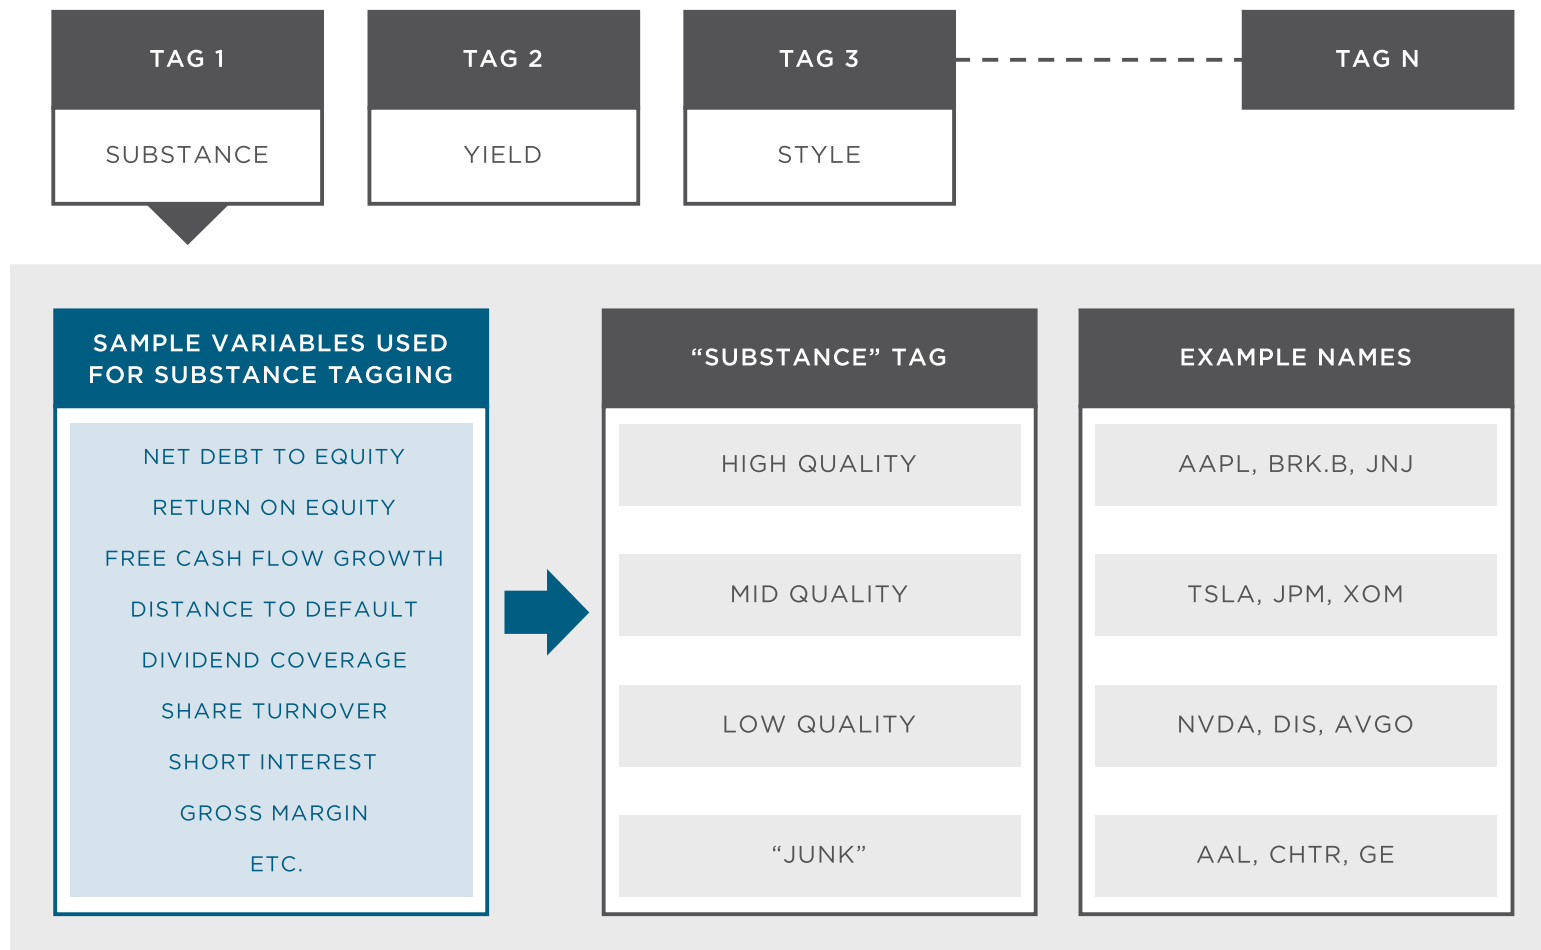 TAG 1
TAG 2
TAG 3
TAG N
SUBSTANCE
YIELD
STYLE
SAMPLE VARIABLES USED
FOR SUBSTANCE TAGGING
NET DEBT TO EQUITY
RETURN ON EQUITY
FREE CASH FLOW GROWTH
DISTANCE TO DEFAULT
DIVIDEND COVERAGE
SHARE TURNOVER
SHORT INTEREST
GROSS MARGIN
ETC.
“SUBSTANCE” TAG
HIGH QUALITY
MID QUALITY
LOW QUALITY
“JUNK”
EXAMPLE NAMES
AAPL, BRK.B, JNJ
TSLA, JPM, XOM
NVDA, DIS, AVGO
AAL, CHTR, GE